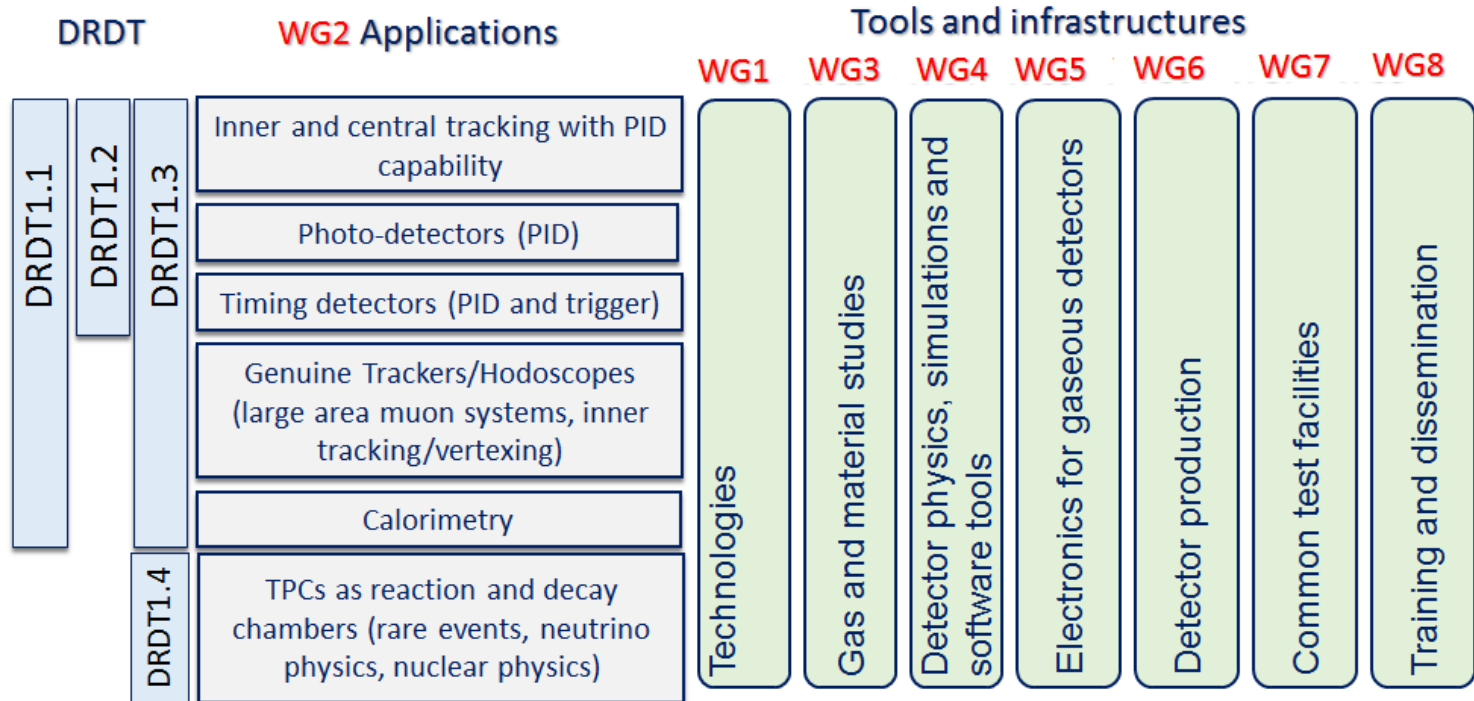 DRDT
WG2 Applications
Tools and infrastructures
WG1
WG3
WG4
WG5
WG6
WG7
WG8
DRDT1.1
DRDT1.2
DRDT1.3
DRDT1.4
Inner and central tracking with PID
capability
Photo-detectors (PID)
Timing detectors (PID and trigger)
Genuine Trackers/Hodoscopes
(large area muon systems, inner
tracking/vertexing)
Calorimetry
TPCs as reaction and decay
chambers (rare events, neutrino
physics, nuclear physics)
Technologies
Gas and material studies
Detector physics, simulations and
software tools
Electronics for gaseous detectors
Detector production
Common test facilities
Training and dissemination